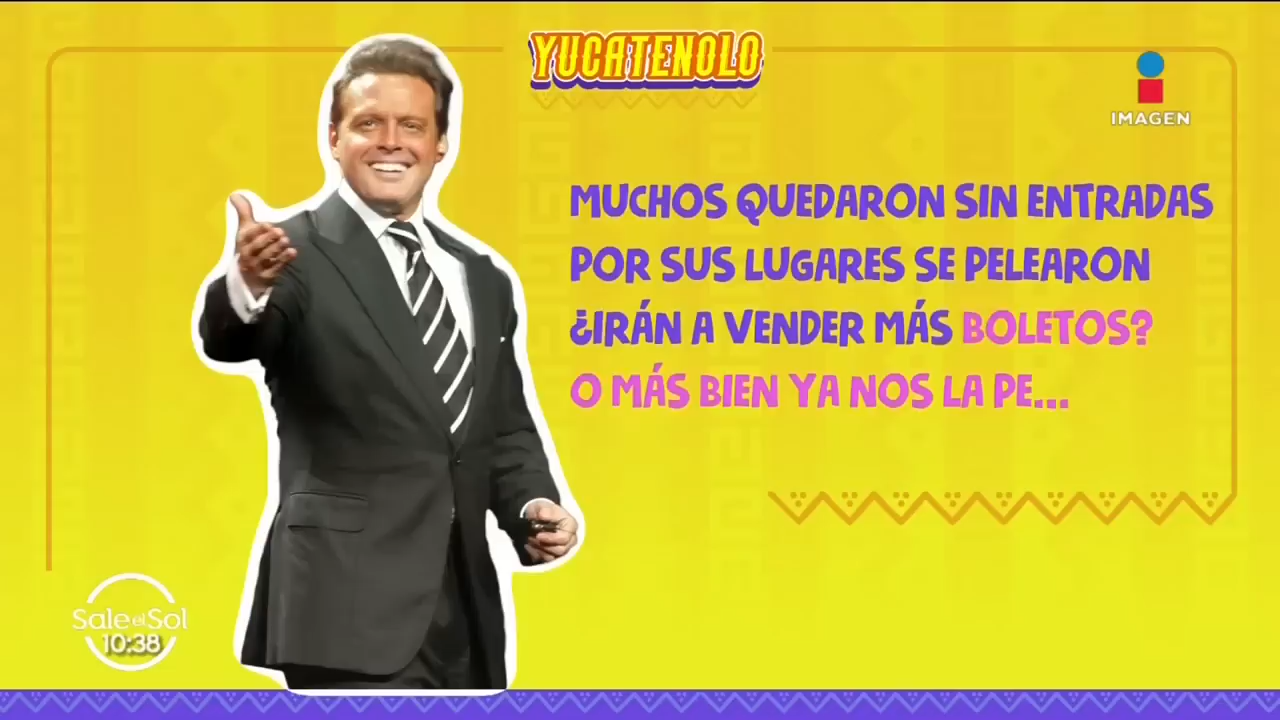 YUCATENOLO
IMAGEN
MUCHOS QUEDARON SIN ENTRADAS
POR SUS LUGARES SE PELEARON
¿IRÁN A VENDER MÁS BOLETOS?
O MÁS BIEN YA NOS LA PE...
Sale el Sol
10:38